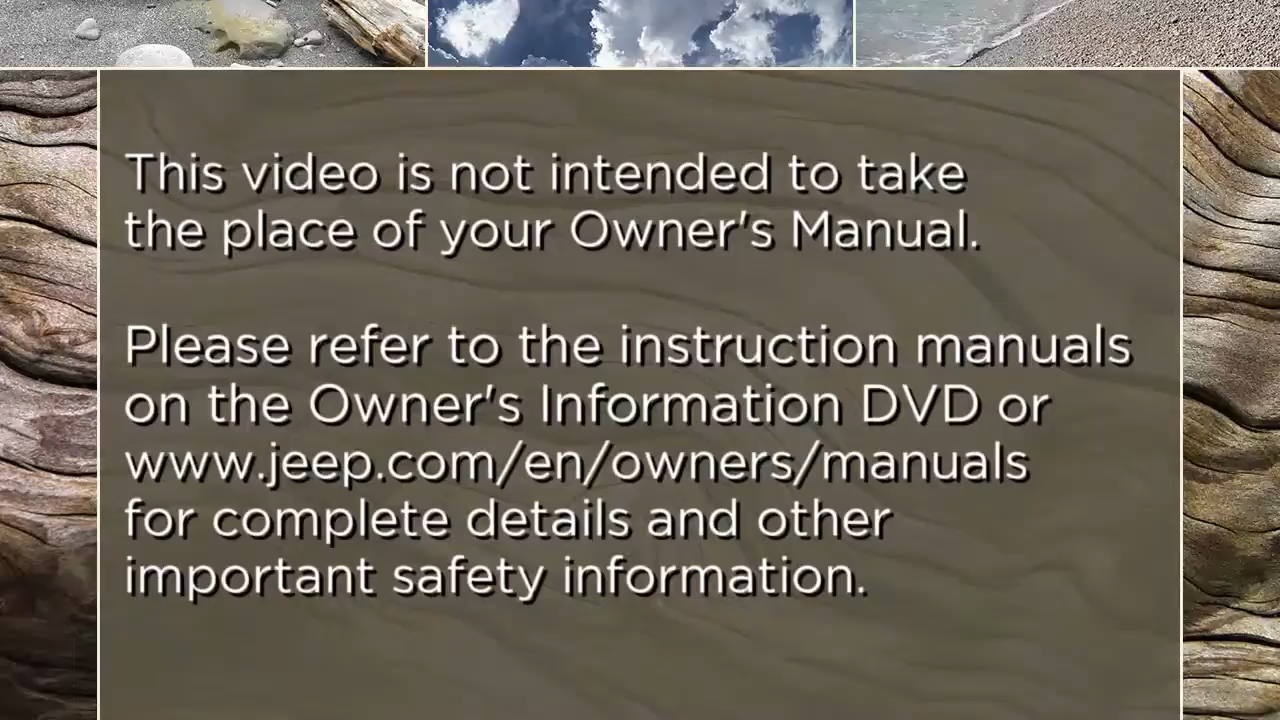 This video is not intended to take
the place of your Owner's Manual.
Please refer to the instruction manuals
on the Owner's Information DVD or
www.jeep.com/en/owners/manuals
for complete details and other
important safety information.